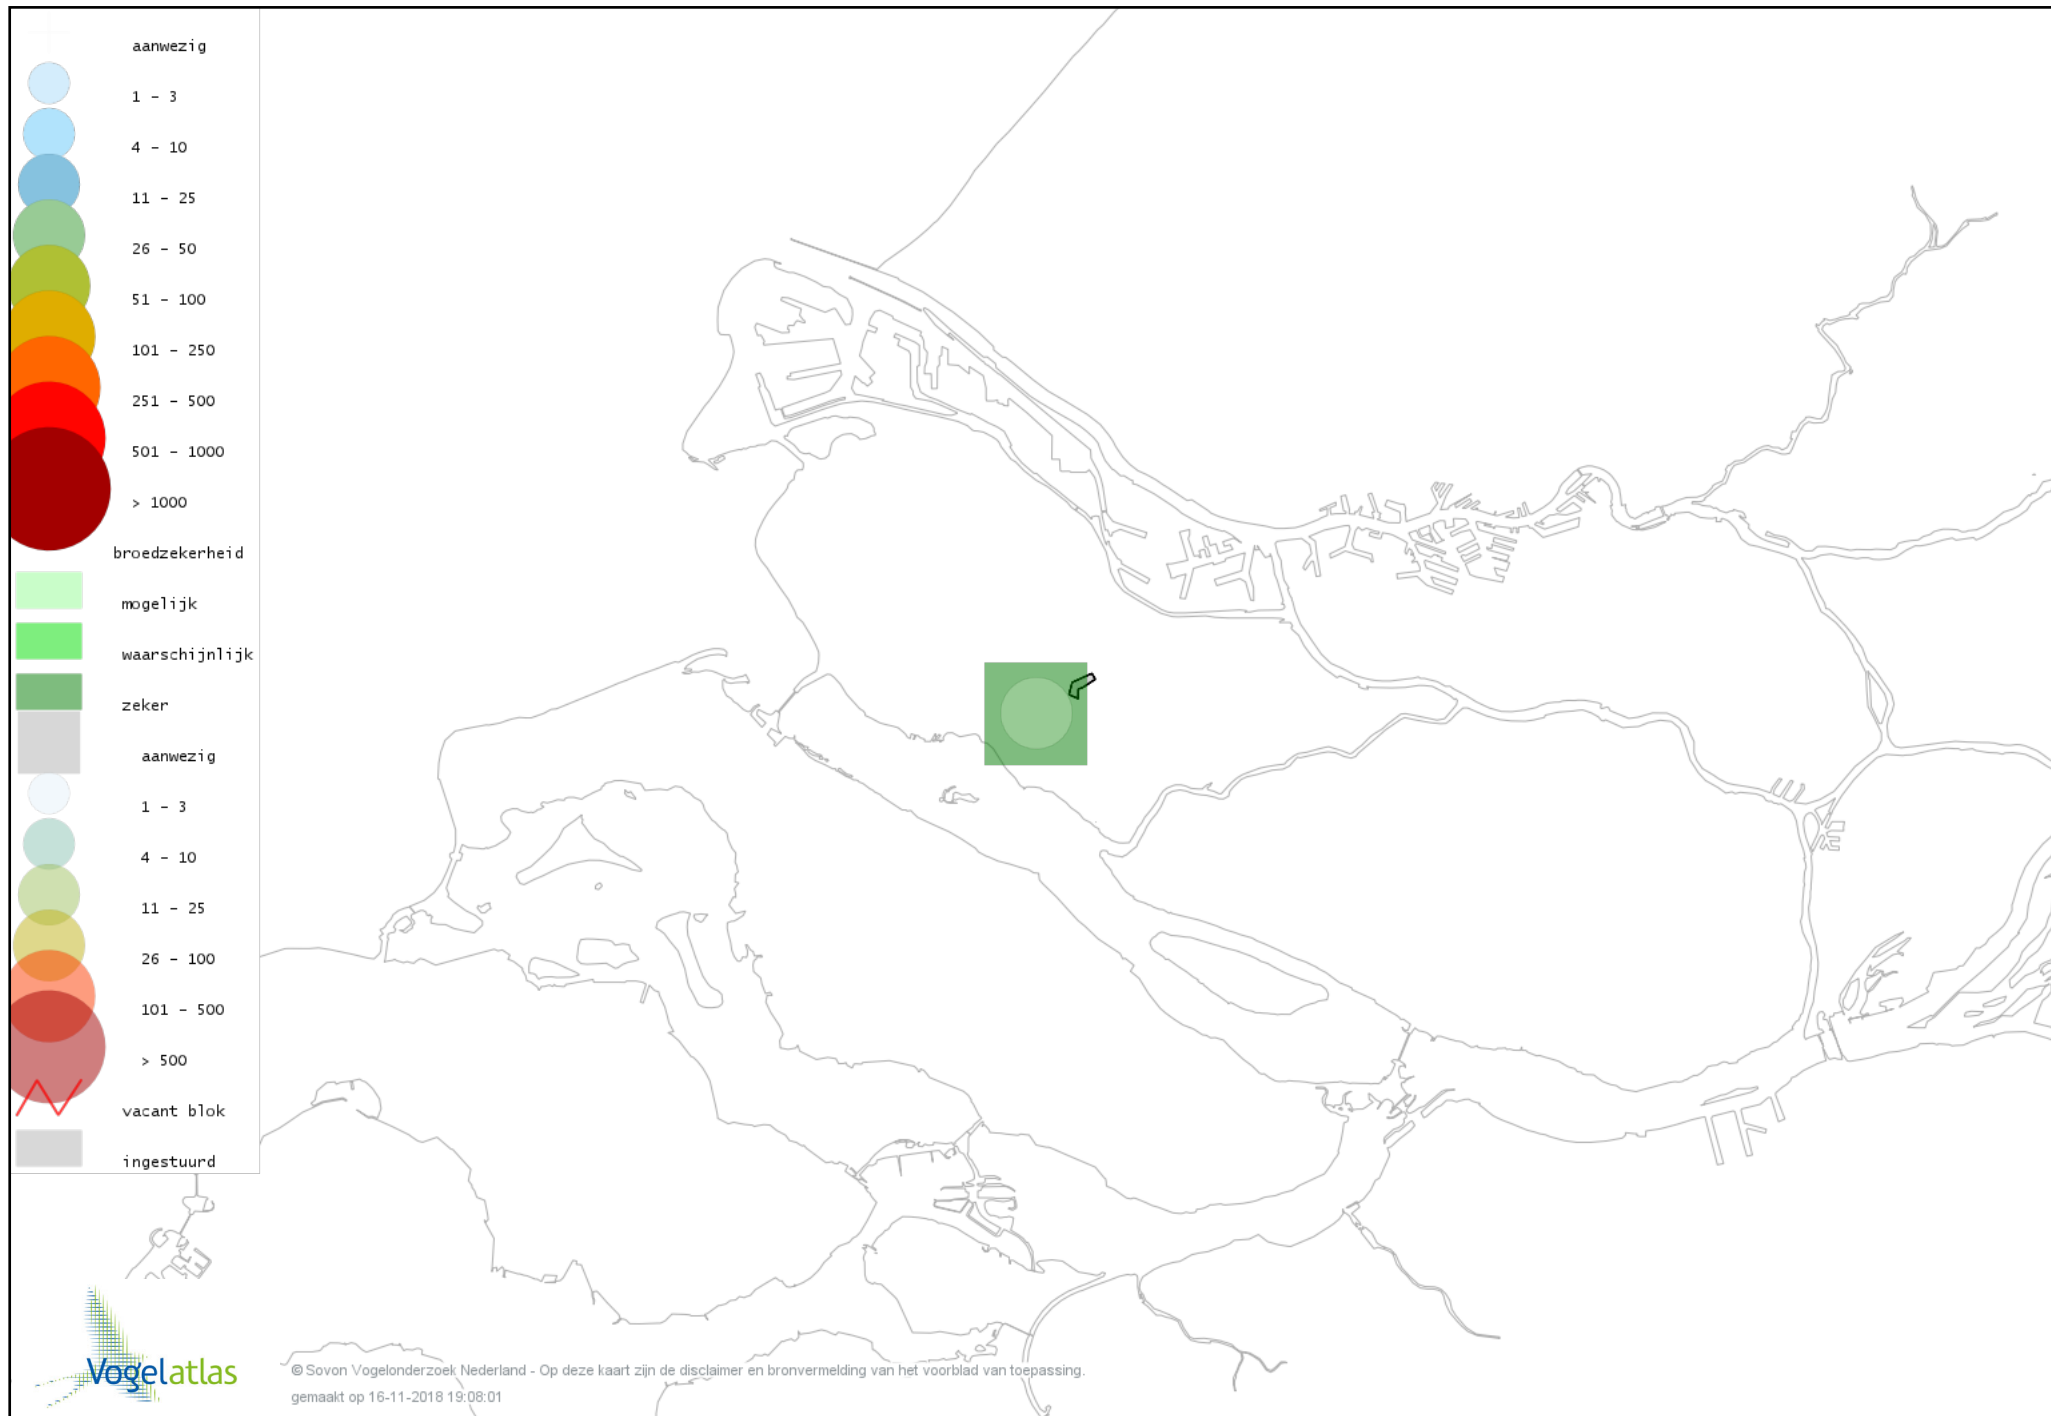 aanwezig
1 - 3
4 - 10
11 - 25
26 - 50
51 - 100
101 - 250
251 - 500
501 - 1000
> 1000
broedzekerheid
mogelijk
waarschijnlijk
zeker
aanwezig
1 - 3
4 - 10
11 - 25
26 - 100
101 - 500
> 500
vacant blok
ingestuurd
Vogelatlas
© Sovon Vogelonderzoek Nederland - Op deze kaart zijn de disclaimer en bronvermelding van het voorblad van toepassing.
gemaakt op 16-11-2018 19:08:01